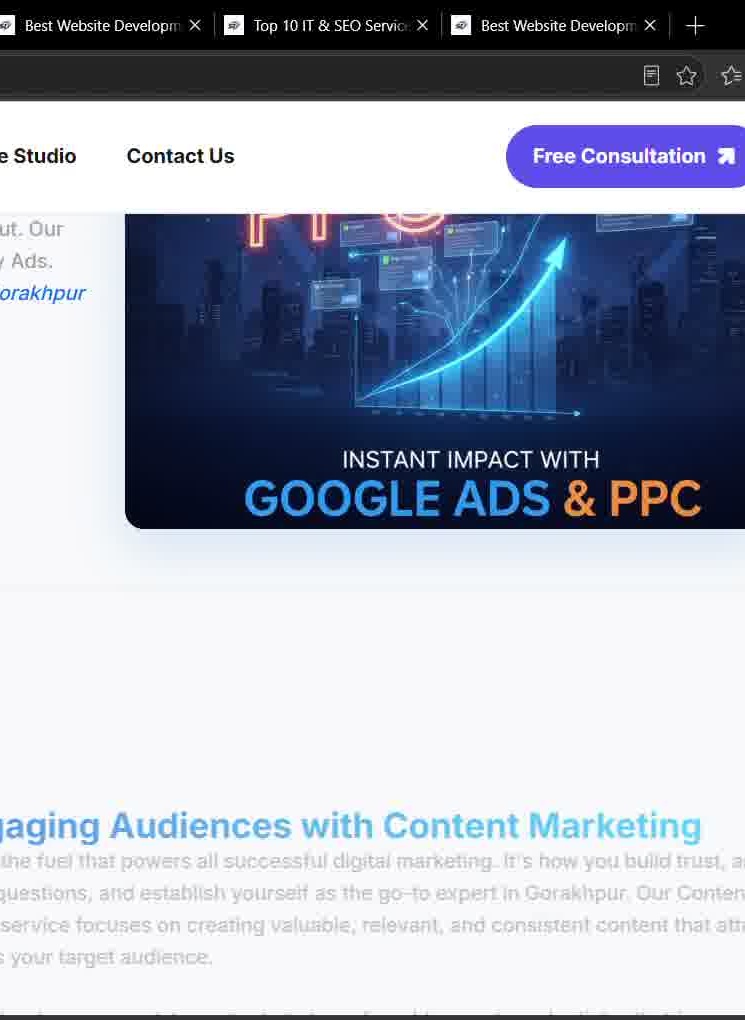 Best Website Developm
Top 10 IT & SEO Servic
Best Website Developm
e Studio
Contact Us
Free Consultation
ut. Our
y Ads.
orakhpur
PPC
INSTANT IMPACT WITH
GOOGLE ADS & PPC
gaging Audiences with Content Marketing
the fuel that powers all successful digital marketing. It's how you build trust, a
questions, and establish yourself as the go-to expert in Gorakhpur. Our Conten
service focuses on creating valuable, relevant, and consistent content that att
s your target audience.